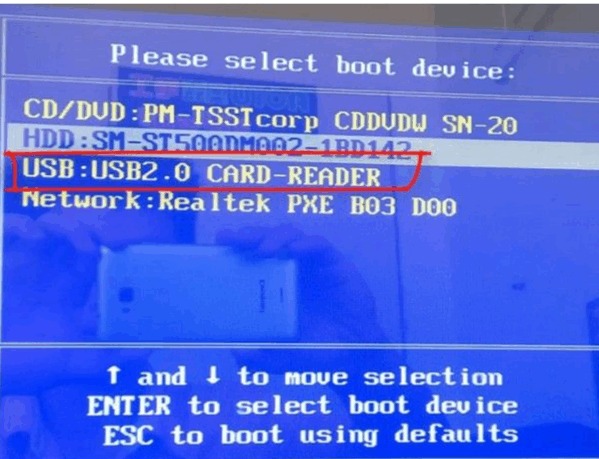 Please select boot device:
CD/DVD:PM-TSSTcorp CDDVDW SN-20
HDD:SM-ST500DM002-1BD142
USB:USB2.0 CARD-READER
Network:Realtek PXE B03 D00
↑ and ↓ to move selection
ENTER to select boot device
ESC to boot using defaults